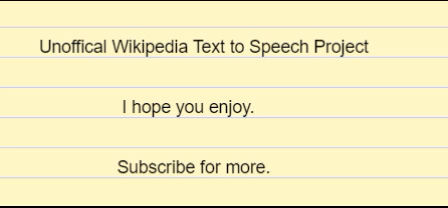 Unoffical Wikipedia Text to Speech Project
I hope you enjoy.
Subscribe for more.